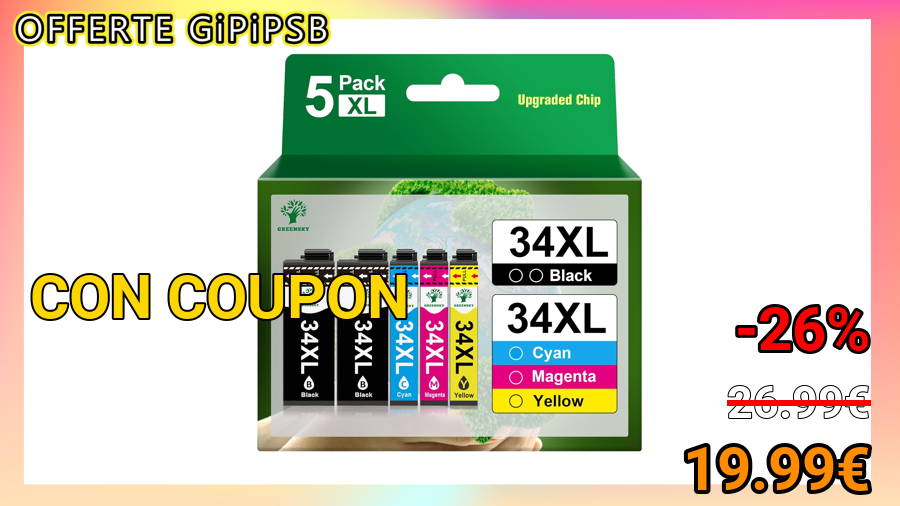 OFFERTE GiPiPSB
5 Pack
XL
Upgraded Chip
GREENSKY
34XL
Black
34XL
Cyan
Magenta
Yellow
CON COUPON
34XL
B
Black
34XL
B
Black
34XL
C
Cyan
GREENSKY
34XL
M
Magenta
34XL
Y
Yellow
-26%
26.99€
19.99€